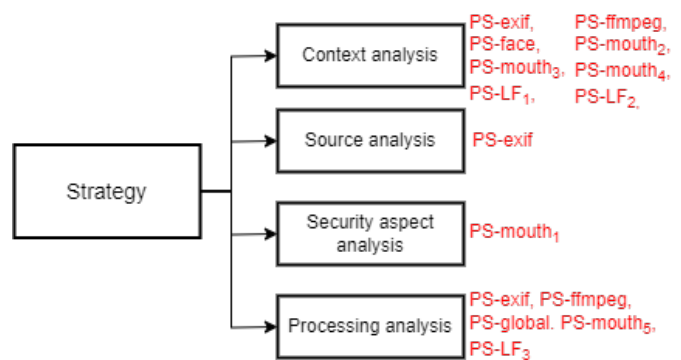 Strategy
Context analysis
PS-exif, PS-ffmpeg,
PS-face, PS-mouth₂,
PS-mouth₃, PS-mouth₄,
PS-LF₁, PS-LF₂,
Source analysis
PS-exif
Security aspect
analysis
PS-mouth₁
Processing analysis
PS-exif, PS-ffmpeg,
PS-global. PS-mouth₅,
PS-LF₃